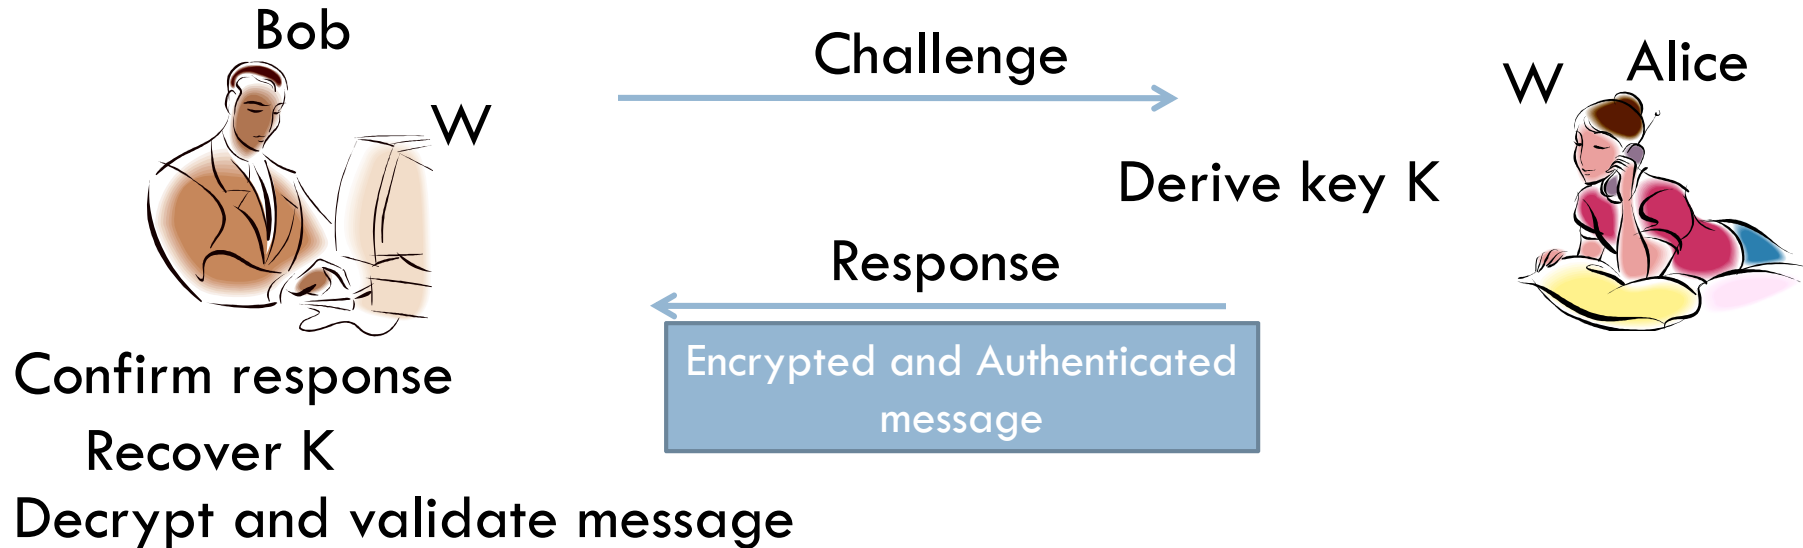 Bob
W
Challenge
W
Alice
Derive key K
Response
Encrypted and Authenticated
message
Confirm response
Recover K
Decrypt and validate message